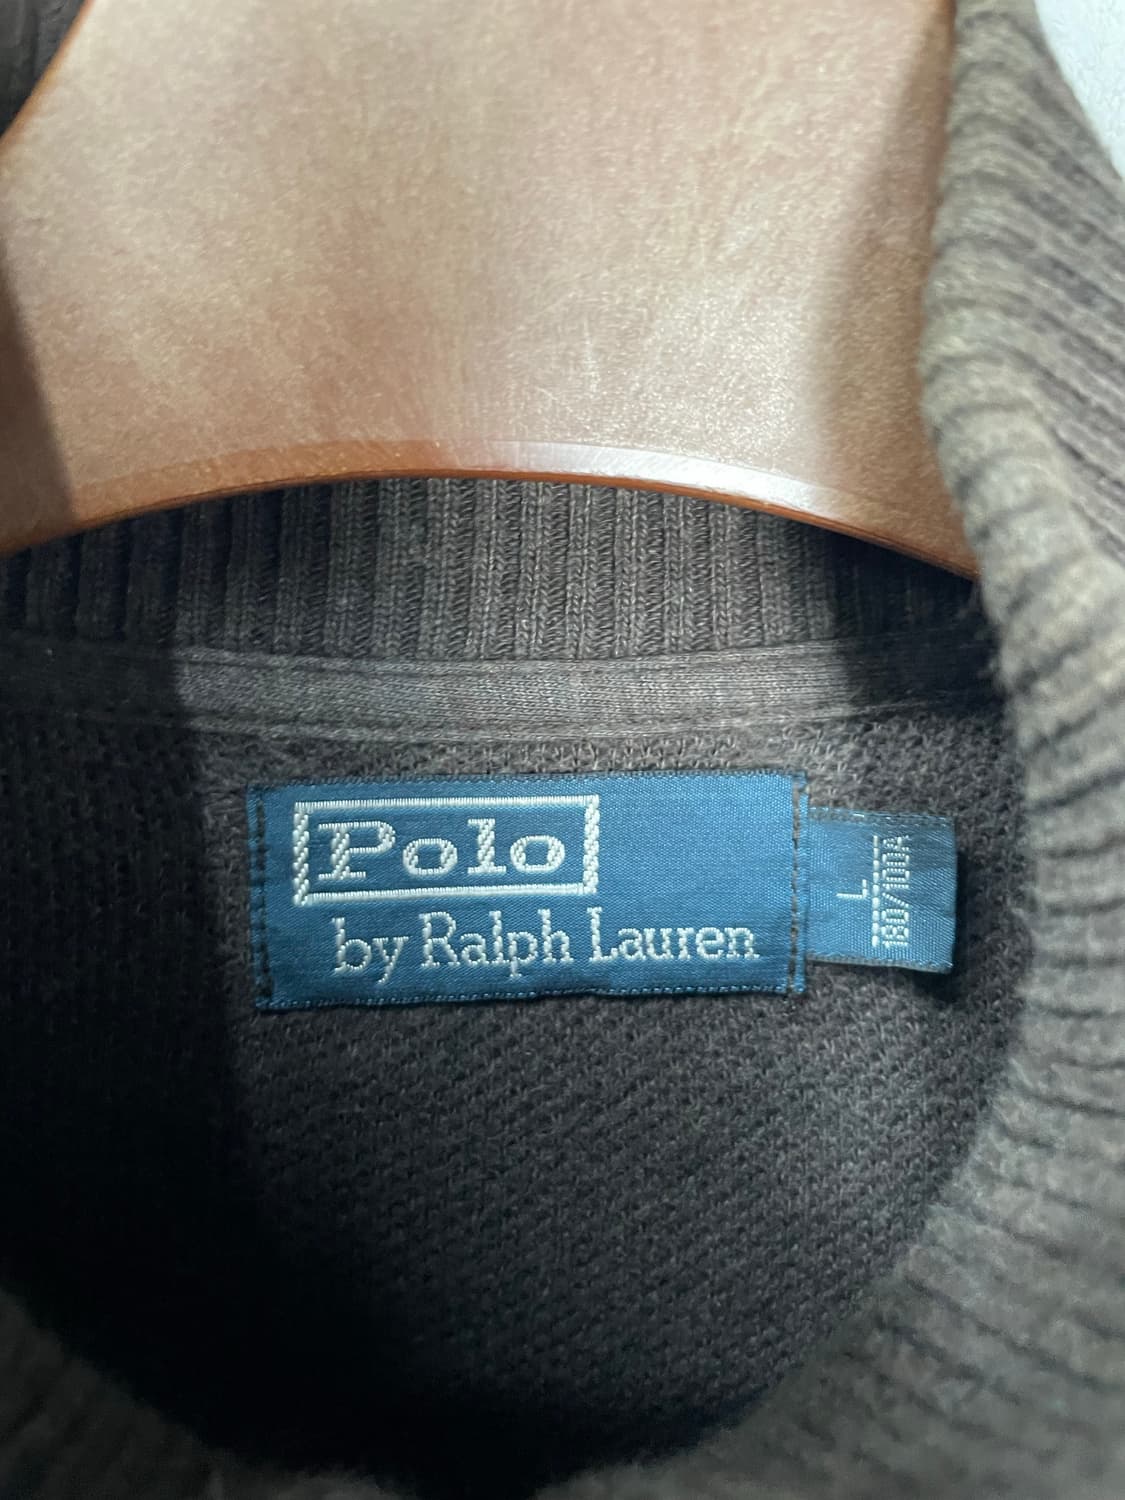 Polo
by Ralph Lauren
L
180/100A